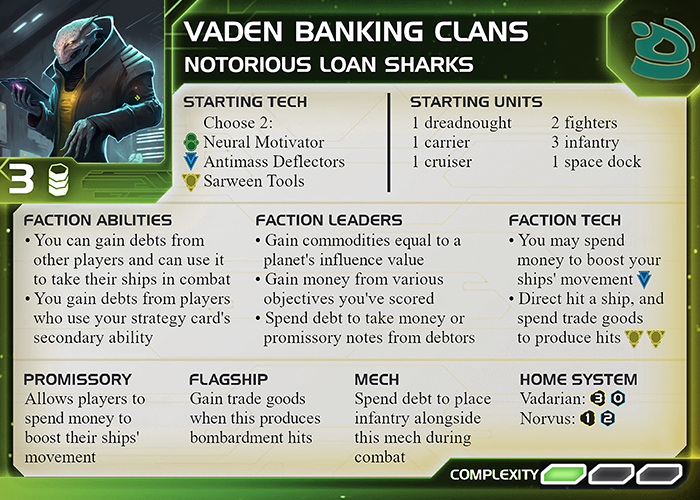 VADEN BANKING CLANS
NOTORIOUS LOAN SHARKS
3
STARTING TECH
Choose 2:
Neural Motivator
Antimass Deflectors
Sarween Tools
STARTING UNITS
1 dreadnought
1 carrier
1 cruiser
2 fighters
3 infantry
1 space dock
FACTION ABILITIES
• You can gain debts from
other players and can use it
to take their ships in combat
• You gain debts from players
who use your strategy card's
secondary ability
FACTION LEADERS
• Gain commodities equal to a
planet's influence value
• Gain money from various
objectives you've scored
• Spend debt to take money or
promissory notes from debtors
FACTION TECH
• You may spend
money to boost your
ships' movement
• Direct hit a ship, and
spend trade goods
to produce hits
PROMISSORY
Allows players to
spend money to
boost their ships'
movement
FLAGSHIP
Gain trade goods
when this produces
bombardment hits
MECH
Spend debt to place
infantry alongside
this mech during
combat
HOME SYSTEM
Vadarian: 3 0
Norvus: 1 2
COMPLEXITY